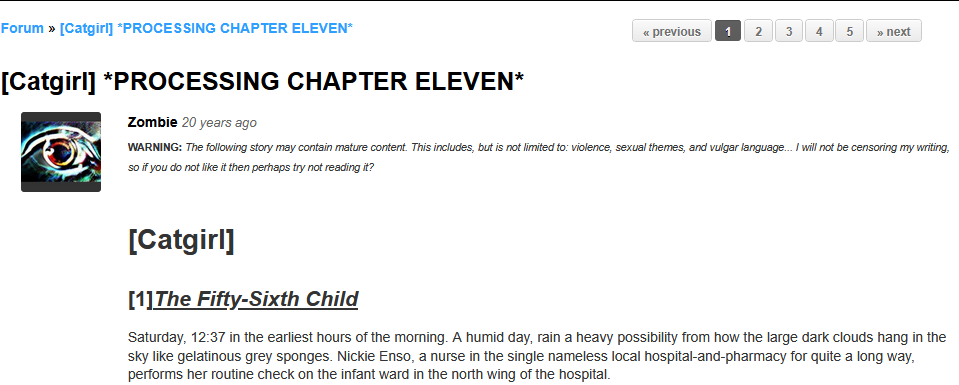 Forum » [Catgirl] *PROCESSING CHAPTER ELEVEN*
« previous 1 2 3 4 5 » next
[Catgirl] *PROCESSING CHAPTER ELEVEN*
Zombie 20 years ago
WARNING: The following story may contain mature content. This includes, but is not limited to: violence, sexual themes, and vulgar language... I will not be censoring my writing,
so if you do not like it then perhaps try not reading it?
[Catgirl]
[1]The Fifty-Sixth Child
Saturday, 12:37 in the earliest hours of the morning. A humid day, rain a heavy possibility from how the large dark clouds hang in the
sky like gelatinous grey sponges. Nickie Enso, a nurse in the single nameless local hospital-and-pharmacy for quite a long way,
performs her routine check on the infant ward in the north wing of the hospital.